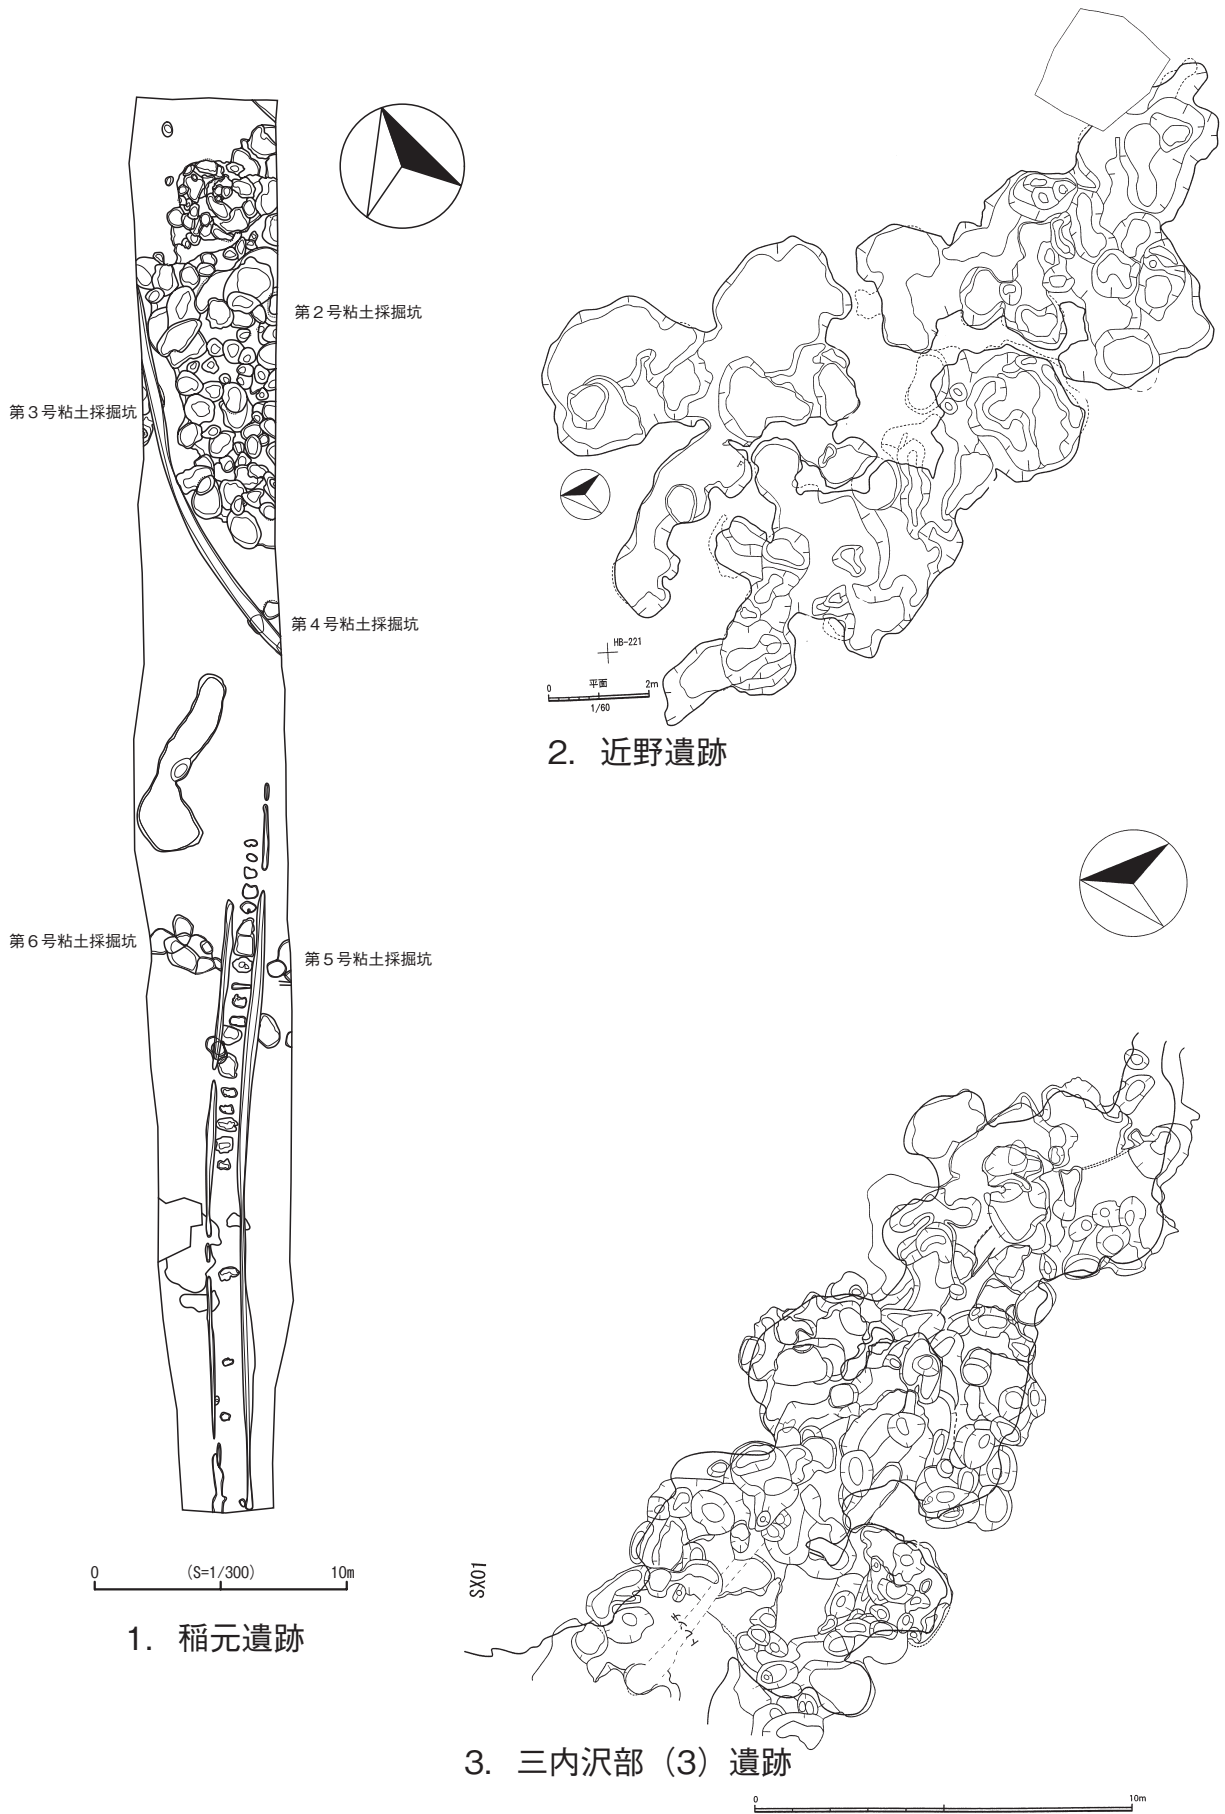 第２号粘土採掘坑
第３号粘土採掘坑
第４号粘土採掘坑
第６号粘土採掘坑
第５号粘土採掘坑
0 (S=1/300) 10m
1. 稲元遺跡
HB-221
0 平面 2m
1/60
2. 近野遺跡
SX01
3. 三内沢部（3）遺跡
0 10m